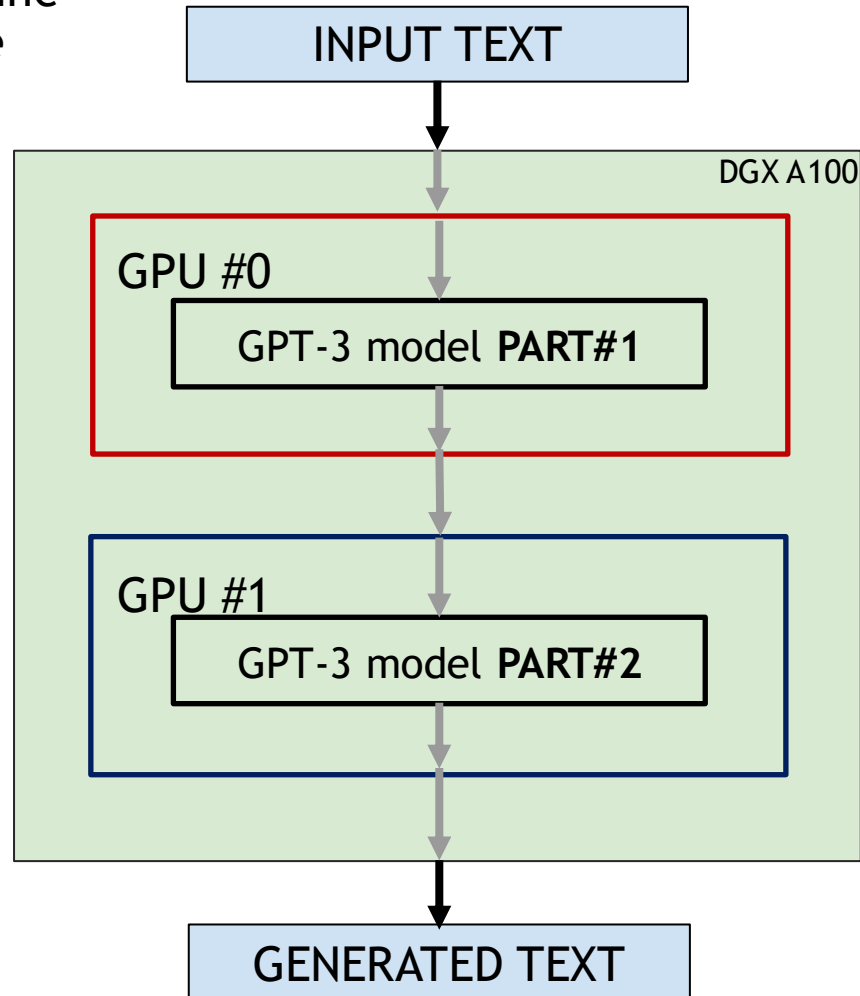 INPUT TEXT
DGX A100
GPU #0
GPT-3 model PART#1
GPU #1
GPT-3 model PART#2
GENERATED TEXT